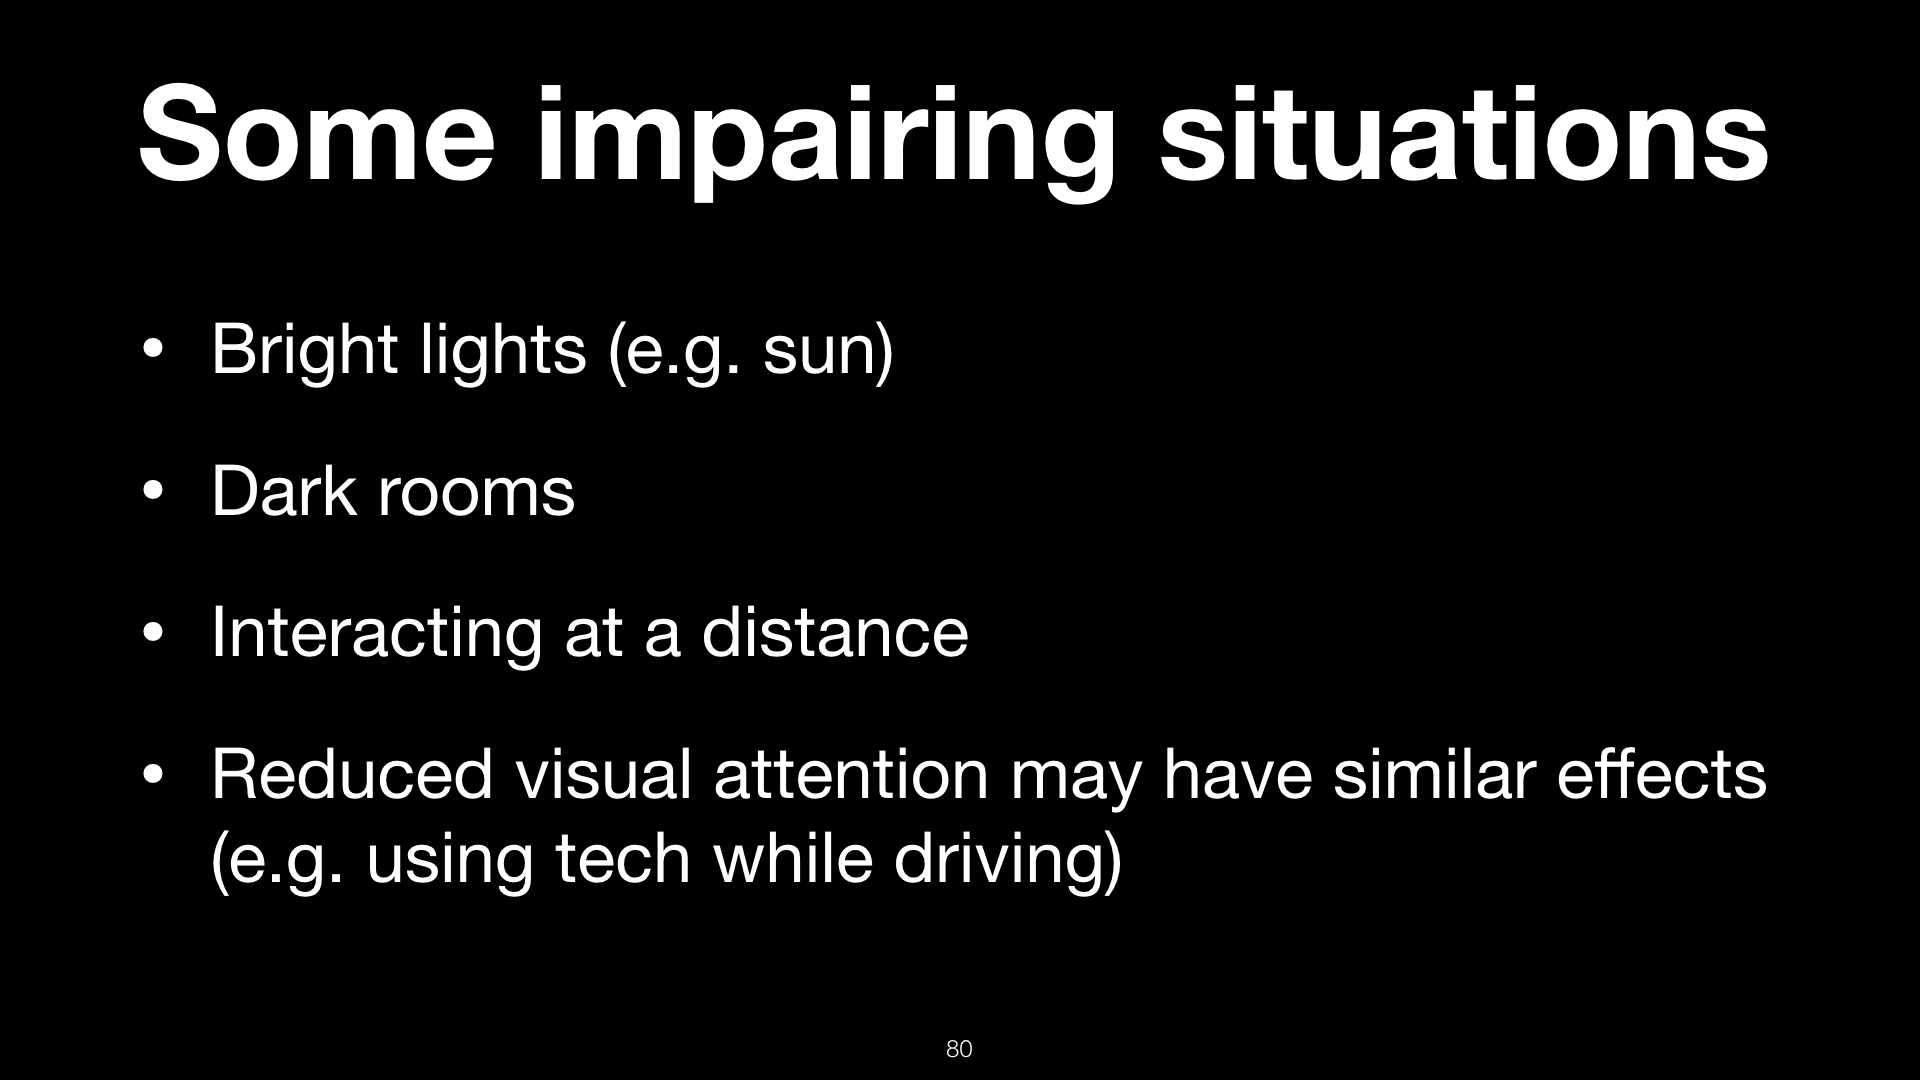 Some impairing situations
• Bright lights (e.g. sun)
• Dark rooms
• Interacting at a distance
• Reduced visual attention may have similar effects
(e.g. using tech while driving)
80